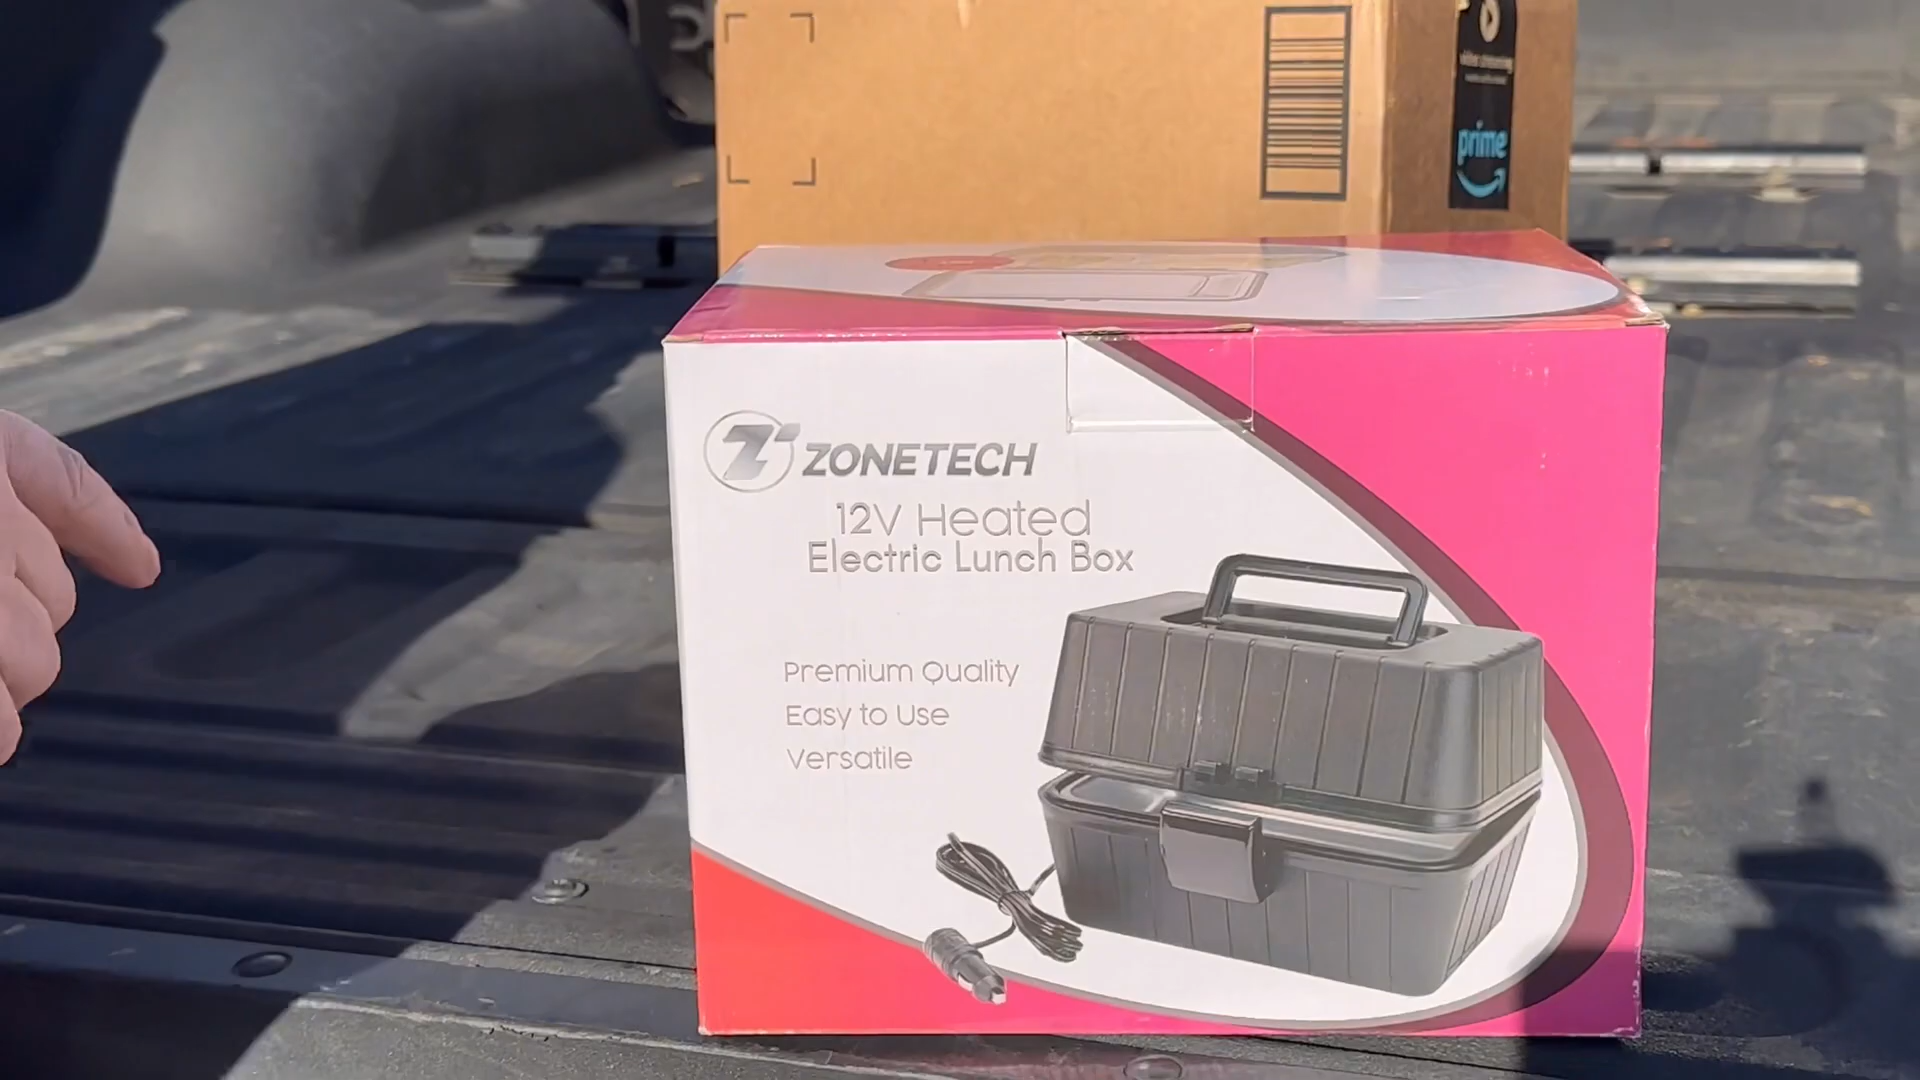 prime
ZONETECH
12V Heated
Electric Lunch Box
Premium Quality
Easy to Use
Versatile